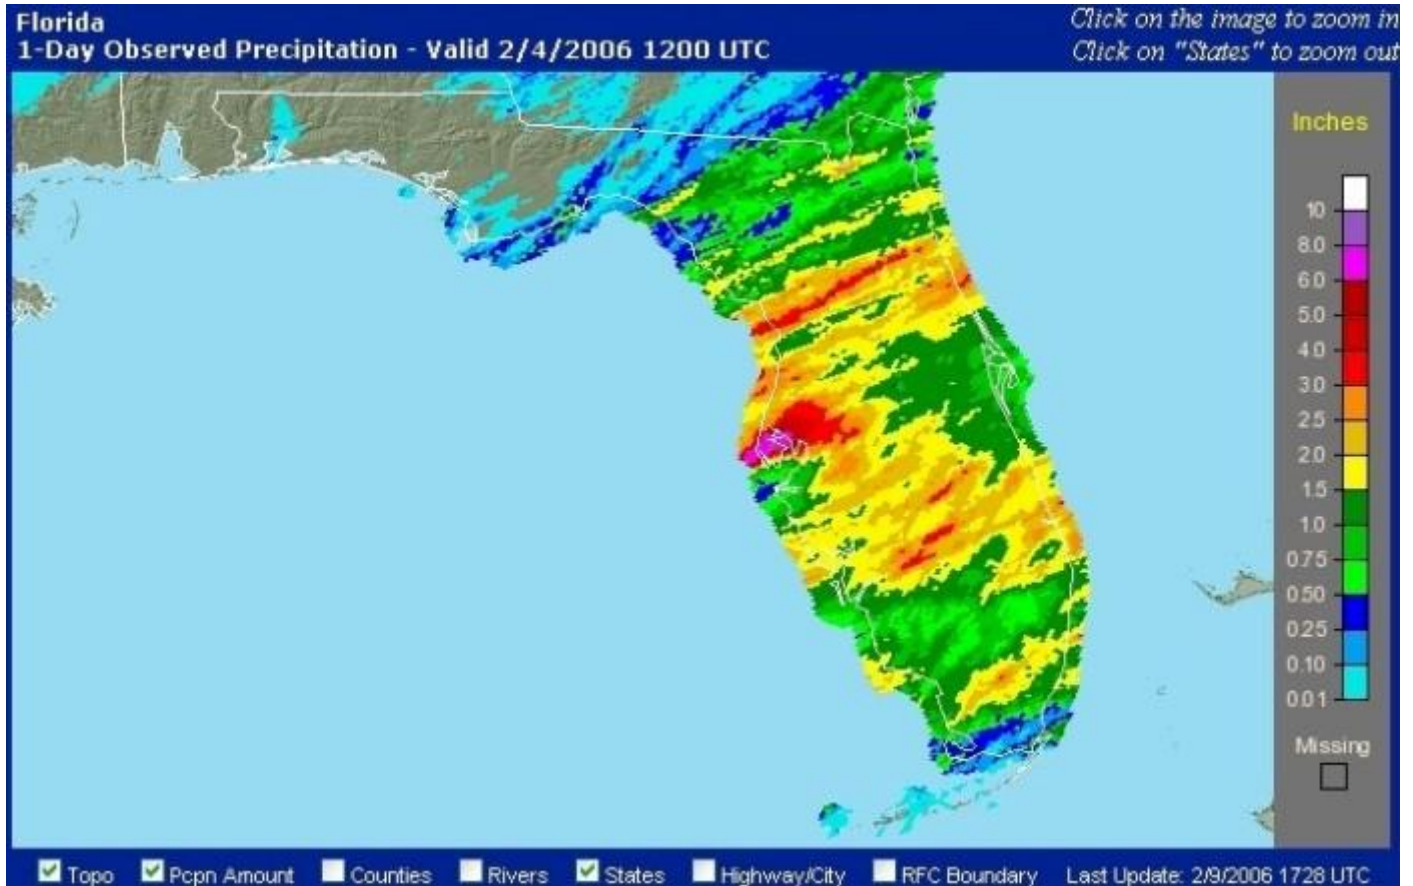 Florida
1-Day Observed Precipitation - Valid 2/4/2006 1200 UTC
Click on the image to zoom in
Click on "States" to zoom out
Inches
10
8.0
6.0
5.0
4.0
3.0
2.5
2.0
1.5
1.0
0.75
0.50
0.25
0.10
0.01
Missing
Topo Pcpn Amount Counties Rivers States Highway/City RFC Boundary Last Update: 2/9/2006 1728 UTC